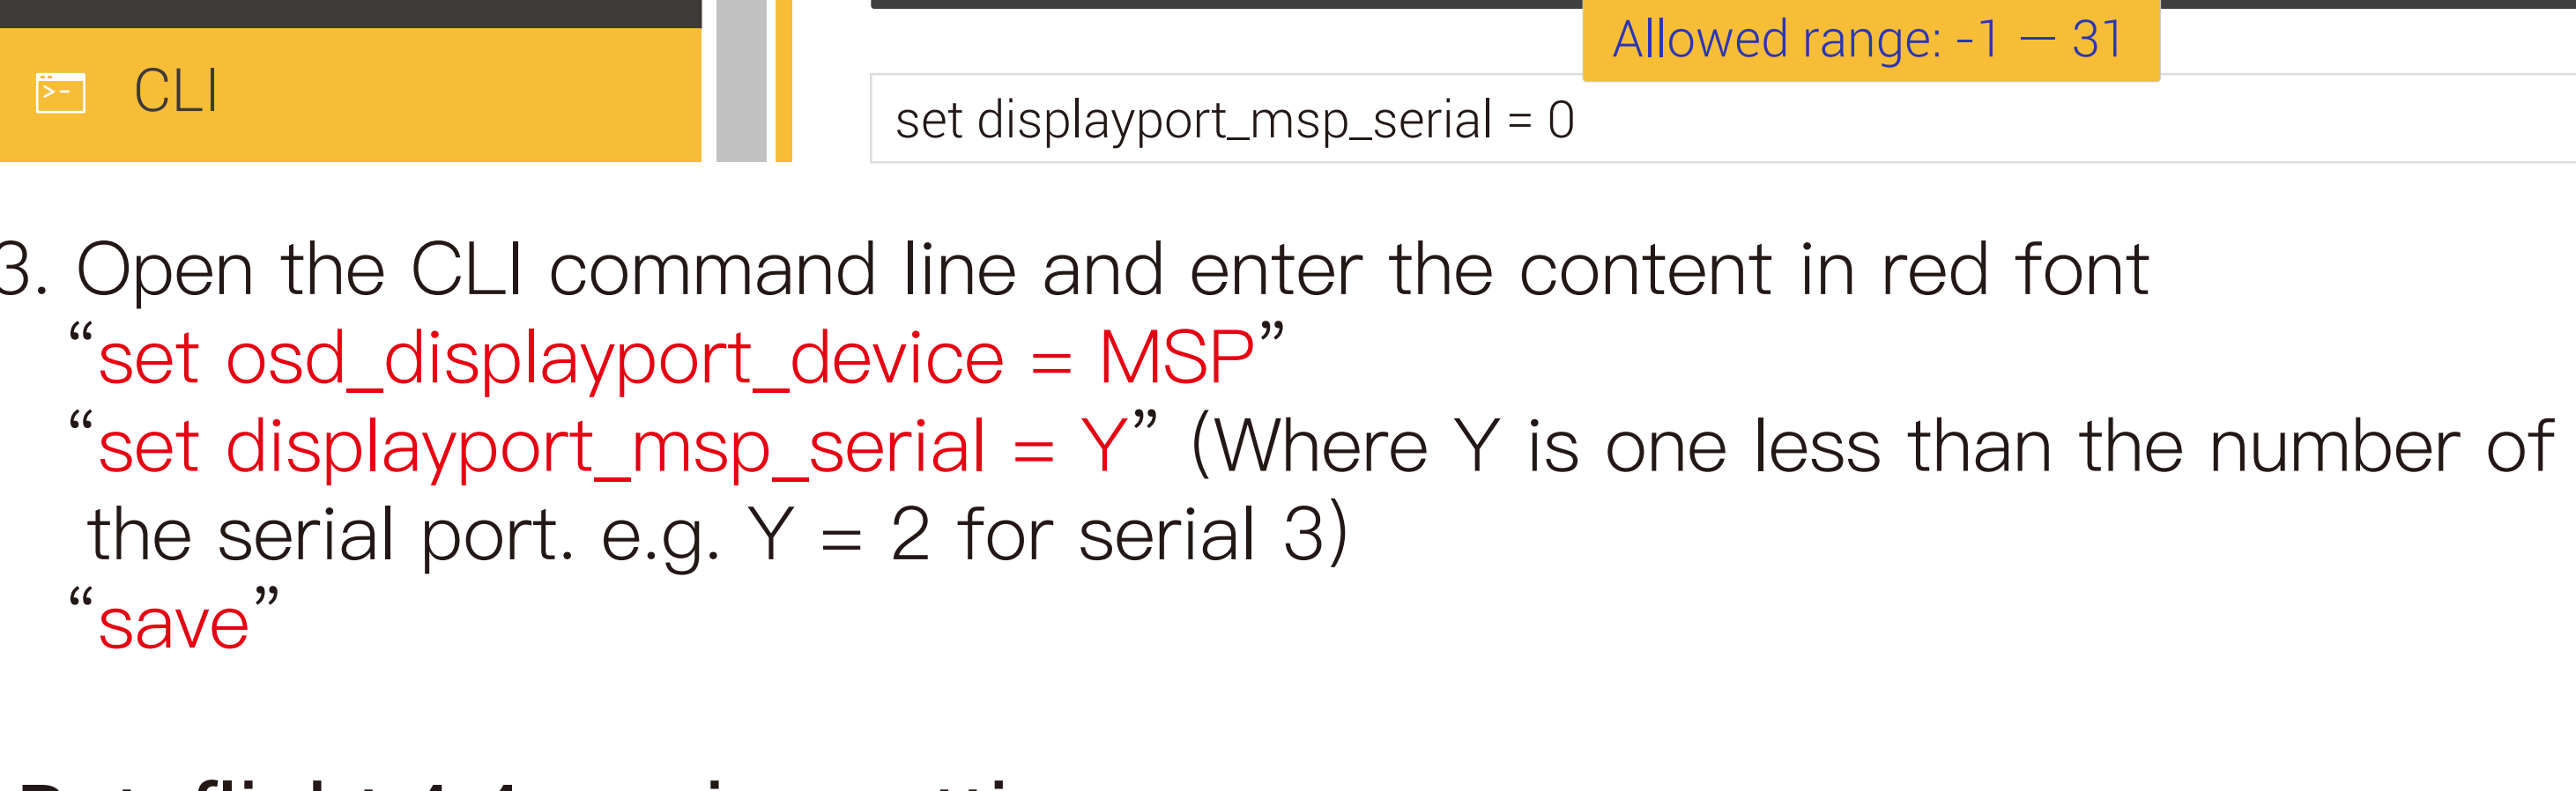 Allowed range: -1 — 31
CLI
set displayport_msp_serial = 0
3. Open the CLI command line and enter the content in red font
“set osd_displayport_device = MSP”
“set displayport_msp_serial = Y” (Where Y is one less than the number of
the serial port. e.g. Y = 2 for serial 3)
“save”